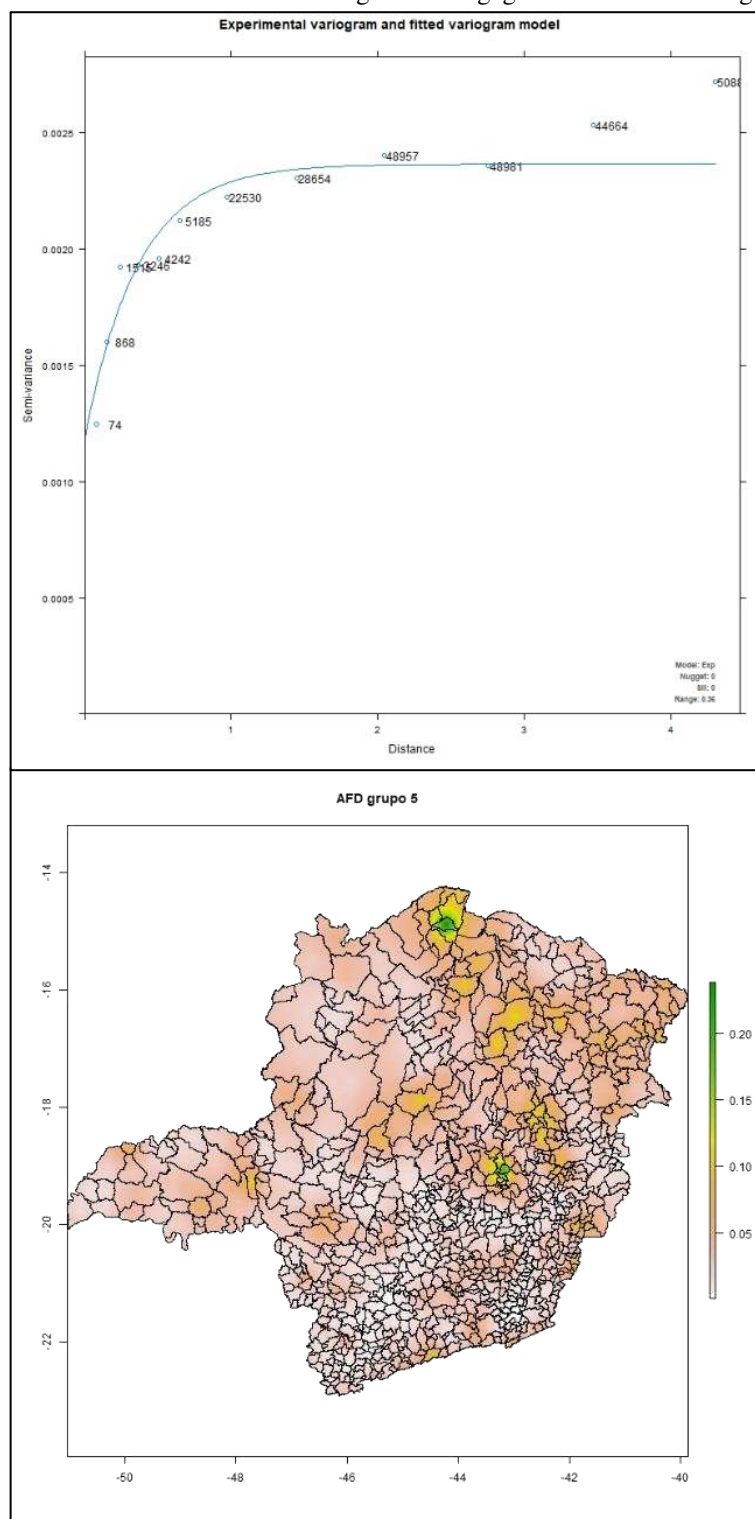 Experimental variogram and fitted variogram model
5088
44664
48957
48981
28654
22530
5185
4242
3246
1515
868
74
0.0025
0.0020
0.0015
0.0010
0.0005
Semi-variance
Model: Exp
Nugget: 0
Sill: 0
Range: 0.36
1 2 3 4
Distance
AFD grupo 5
-14
-16
-18
-20
-22
0.20
0.15
0.10
0.05
-50 -48 -46 -44 -42 -40